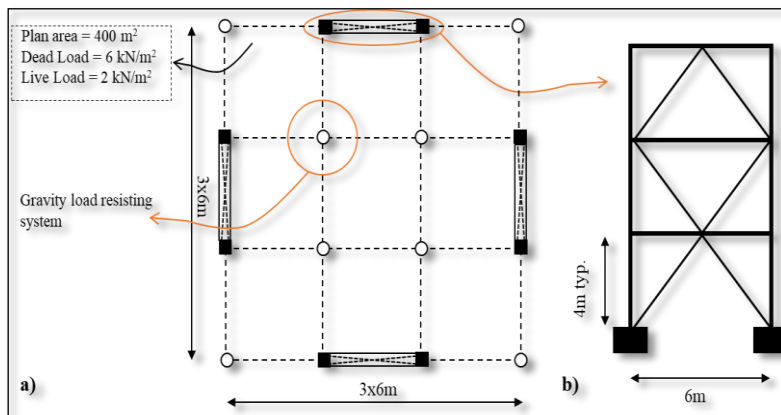 Plan area = 400 m²
Dead Load = 6 kN/m²
Live Load = 2 kN/m²
3x6m
Gravity load resisting
system
a)
3x6m
4m typ.
b)
6m